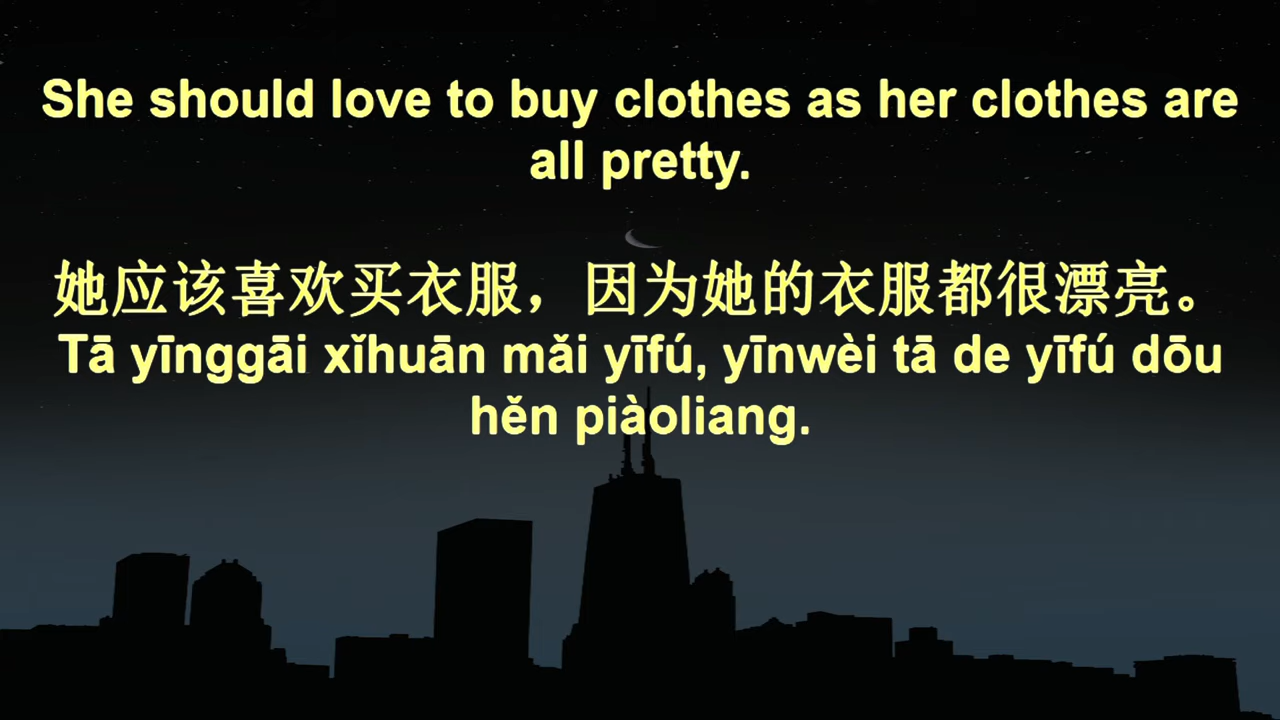 She should love to buy clothes as her clothes are
all pretty.
她应该喜欢买衣服，因为她的衣服都很漂亮。
Tā yīnggāi xǐhuān mǎi yīfú, yīnwèi tā de yīfú dōu
hěn piàoliang.